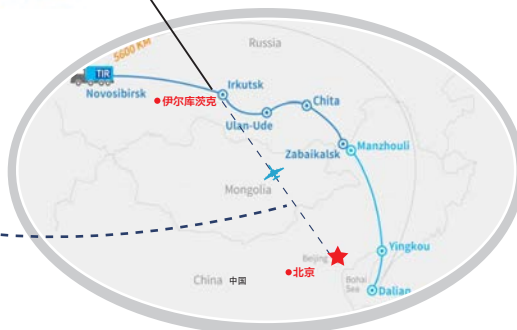 5600 KM
Russia
TIR
Novosibirsk
Irkutsk
•伊尔库茨克
Chita
Ulan-Ude
Zabaikalsk
Manzhouli
Mongolia
Yingkou
Beijing
•北京
Bohai
Sea
China 中国
Dalian